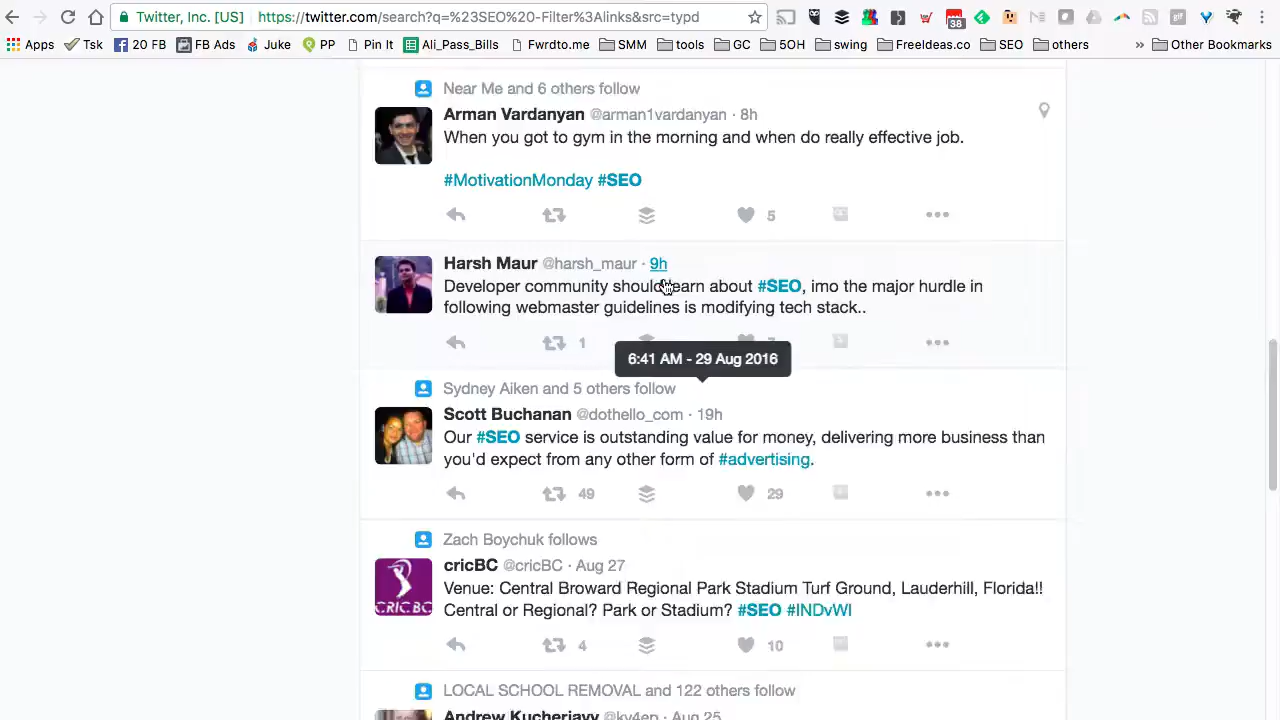 Twitter, Inc. [US] https://twitter.com/search?q=%23SEO%20-Filter%3Alinks&src=typd
38
gif
Apps Tsk 20 FB FB Ads Juke PP Pin It Ali_Pass_Bills Fwrdto.me SMM tools GC 5OH swing FreeIdeas.co SEO others » Other Bookmarks
Near Me and 6 others follow
Arman Vardanyan @arman1vardanyan · 8h
When you got to gym in the morning and when do really effective job.
#MotivationMonday #SEO
5
Harsh Maur @harsh_maur · 9h
Developer community should learn about #SEO, imo the major hurdle in
following webmaster guidelines is modifying tech stack..
1
6:41 AM - 29 Aug 2016
Sydney Aiken and 5 others follow
Scott Buchanan @dothello_com · 19h
Our #SEO service is outstanding value for money, delivering more business than
you'd expect from any other form of #advertising.
49 29
Zach Boychuk follows
cricBC @cricBC · Aug 27
CRIC BC
Venue: Central Broward Regional Park Stadium Turf Ground, Lauderhill, Florida!!
Central or Regional? Park or Stadium? #SEO #INDvWI
4 10
LOCAL SCHOOL REMOVAL and 122 others follow
Andrew Kucheriavy @ky4ep · Aug 25